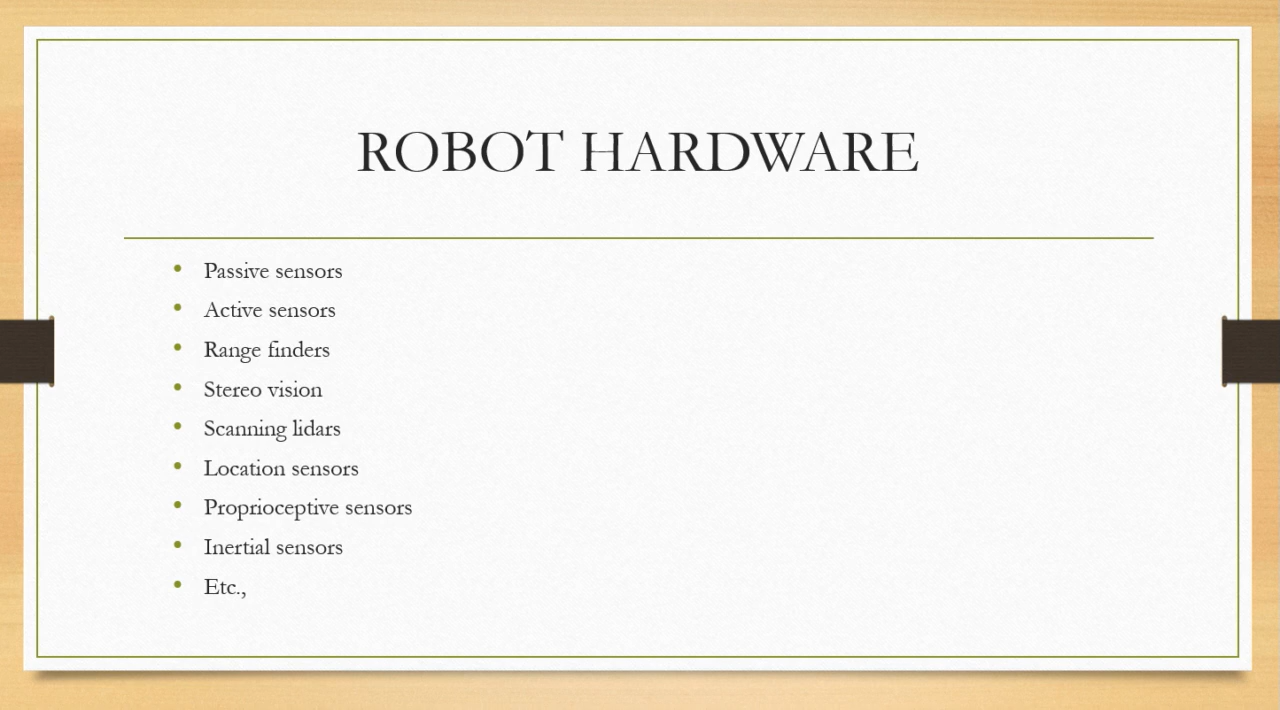 ROBOT HARDWARE
• Passive sensors
• Active sensors
• Range finders
• Stereo vision
• Scanning lidars
• Location sensors
• Proprioceptive sensors
• Inertial sensors
• Etc.,